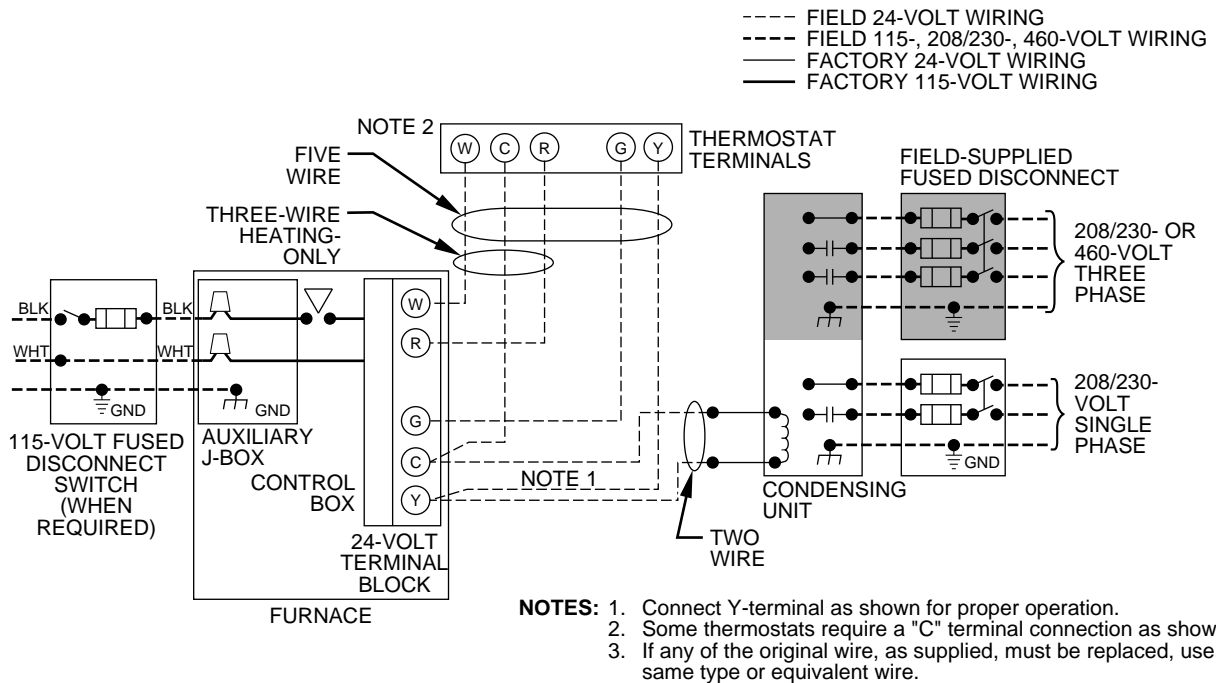 FIELD 24-VOLT WIRING
FIELD 115-, 208/230-, 460-VOLT WIRING
FACTORY 24-VOLT WIRING
FACTORY 115-VOLT WIRING
NOTE 2
W C R G Y
THERMOSTAT
TERMINALS
FIVE
WIRE
THREE-WIRE
HEATING-
ONLY
FIELD-SUPPLIED
FUSED DISCONNECT
208/230- OR
460-VOLT
THREE
PHASE
BLK
BLK
WHT
WHT
GND
GND
W
R
G
C
Y
NOTE 1
115-VOLT FUSED
DISCONNECT
SWITCH
(WHEN
REQUIRED)
AUXILIARY
J-BOX
CONTROL
BOX
24-VOLT
TERMINAL
BLOCK
FURNACE
TWO
WIRE
CONDENSING
UNIT
GND
208/230-
VOLT
SINGLE
PHASE
NOTES: 1. Connect Y-terminal as shown for proper operation.
2. Some thermostats require a "C" terminal connection as show
3. If any of the original wire, as supplied, must be replaced, use
same type or equivalent wire.